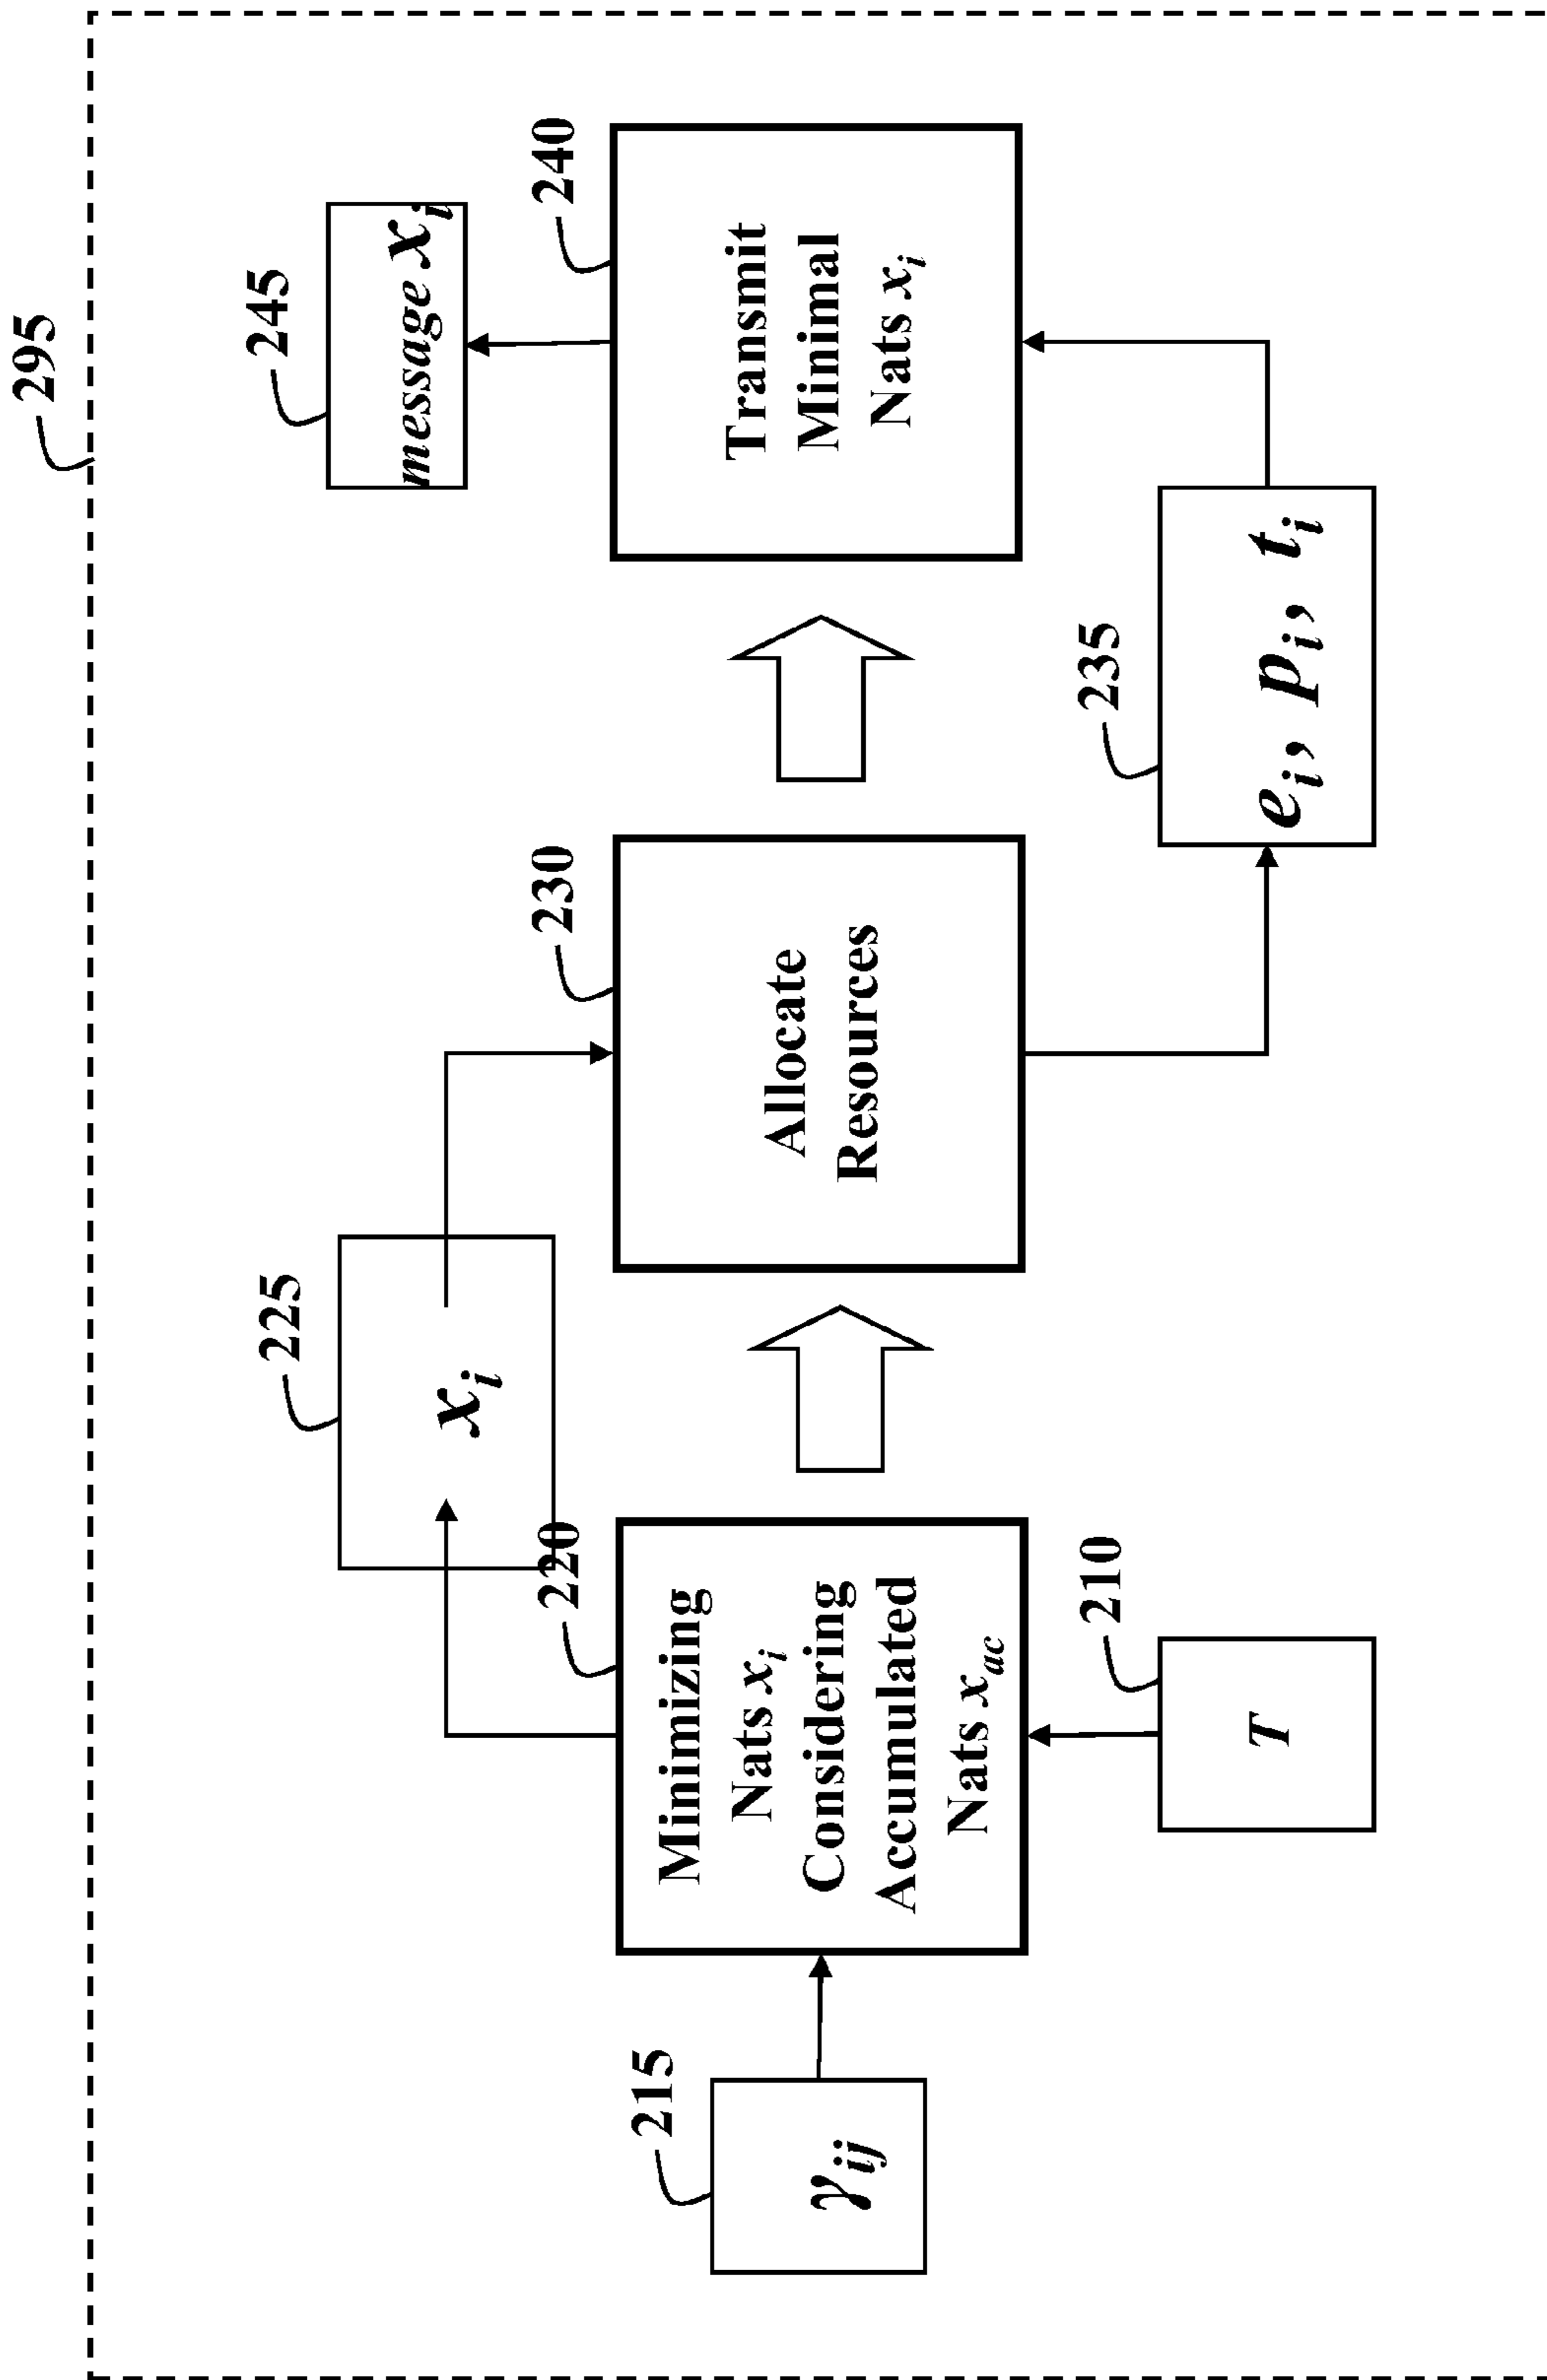 295
245
message xi
240
Transmit
Minimal
Nats xi
225
xi
230
Allocate
Resources
235
ei, pi, ti
220
Minimizing
Nats xi
Considering
Accumulated
Nats xac
215
γij
210
T